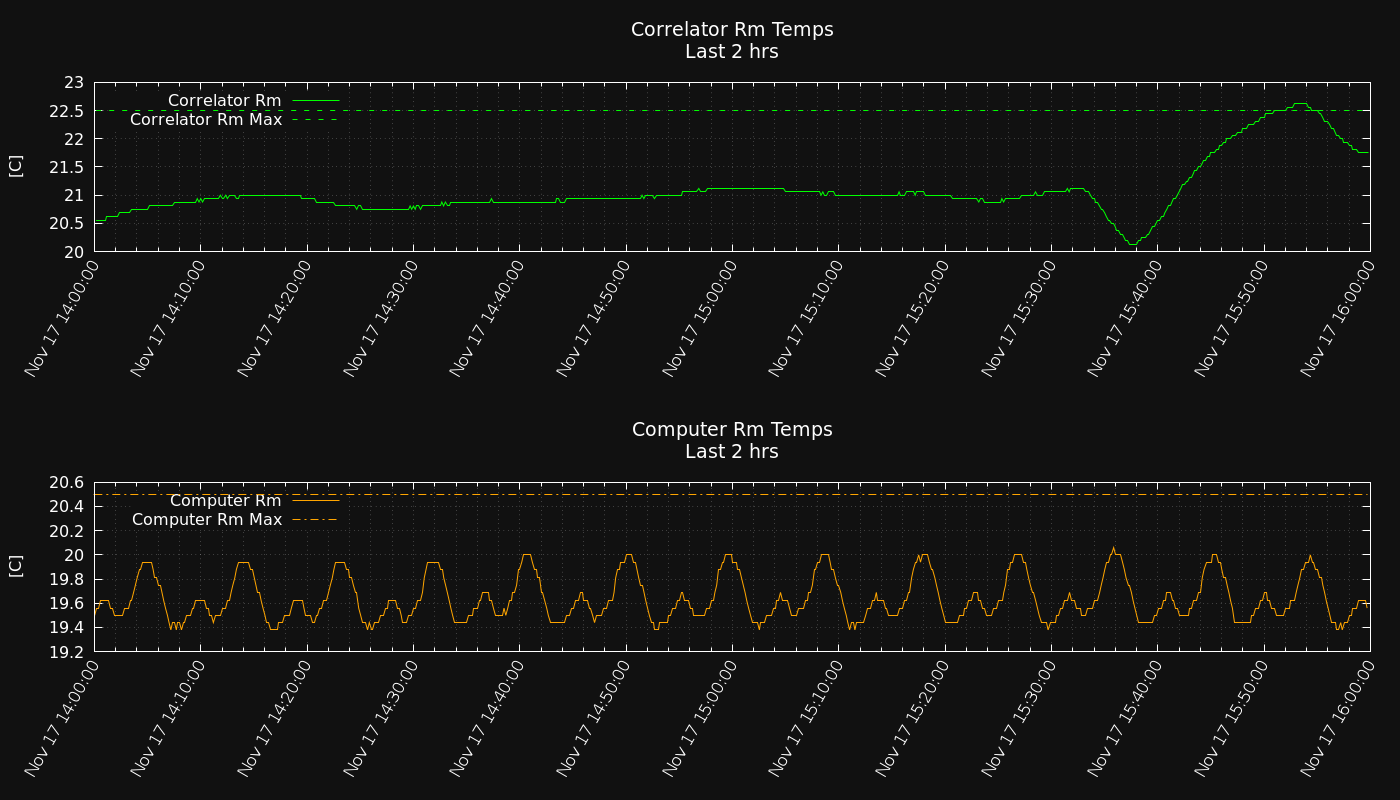 Correlator Rm Temps
Last 2 hrs
23
22.5
22
21.5
21
20.5
20
[C]
Correlator Rm
Correlator Rm Max
Nov 17 14:00:00
Nov 17 14:10:00
Nov 17 14:20:00
Nov 17 14:30:00
Nov 17 14:40:00
Nov 17 14:50:00
Nov 17 15:00:00
Nov 17 15:10:00
Nov 17 15:20:00
Nov 17 15:30:00
Nov 17 15:40:00
Nov 17 15:50:00
Nov 17 16:00:00
Computer Rm Temps
Last 2 hrs
20.6
20.4
20.2
20
19.8
19.6
19.4
19.2
[C]
Computer Rm
Computer Rm Max
Nov 17 14:00:00
Nov 17 14:10:00
Nov 17 14:20:00
Nov 17 14:30:00
Nov 17 14:40:00
Nov 17 14:50:00
Nov 17 15:00:00
Nov 17 15:10:00
Nov 17 15:20:00
Nov 17 15:30:00
Nov 17 15:40:00
Nov 17 15:50:00
Nov 17 16:00:00